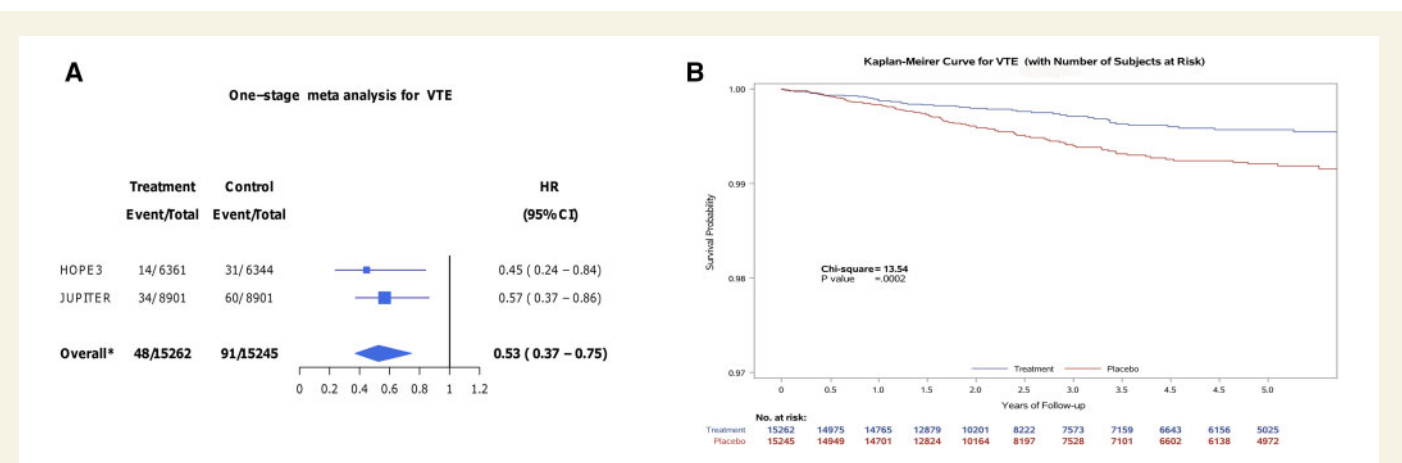 A
One-stage meta analysis for VTE
Treatment Control HR
Event/Total Event/Total (95% CI)
HOPE3 14/6361 31/6344 0.45 ( 0.24 – 0.84)
JUPITER 34/8901 60/8901 0.57 ( 0.37 – 0.86)
Overall* 48/15262 91/15245 0.53 ( 0.37 – 0.75)
0 0.2 0.4 0.6 0.8 1 1.2
B
Kaplan-Meirer Curve for VTE (with Number of Subjects at Risk)
1.00
0.99
0.98
0.97
Survival Probability
Chi-square= 13.54
P value =.0002
Treatment Placebo
0 0.5 1.0 1.5 2.0 2.5 3.0 3.5 4.5 4.5 5.0
Years of Follow-up
No. at risk:
Treatment 15262 14975 14765 12879 10201 8222 7573 7159 6643 6156 5025
Placebo 15245 14949 14701 12824 10164 8197 7528 7101 6602 6138 4972